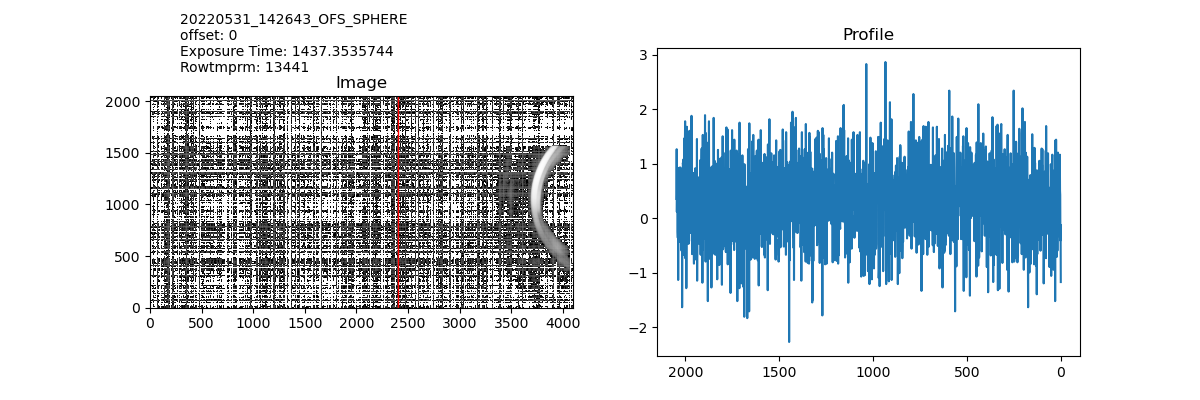 20220531_142643_OFS_SPHERE
offset: 0
Exposure Time: 1437.3535744
Rowtmprm: 13441
Image
2000
1500
1000
500
0
0 500 1000 1500 2000 2500 3000 3500 4000
Profile
3
2
1
0
−1
−2
2000 1500 1000 500 0